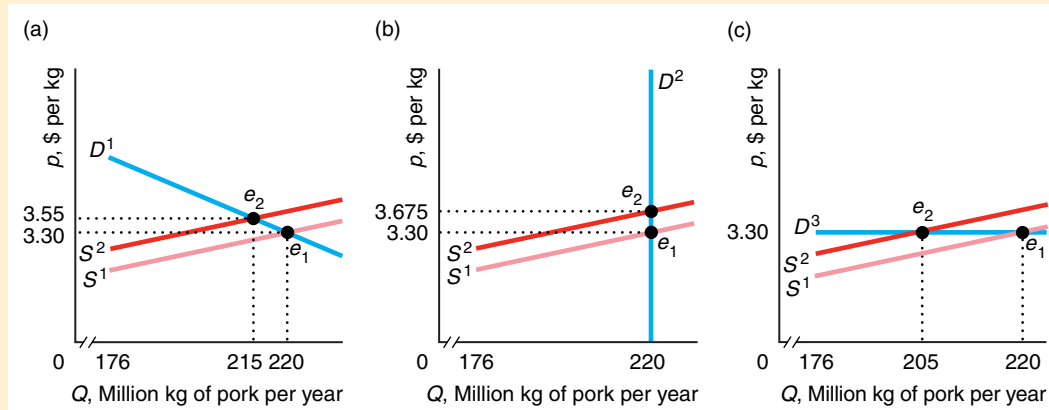 (a)
p, $ per kg
D¹
e₂
3.55
3.30
e₁
S²
S¹
0
176
215
220
Q, Million kg of pork per year
(b)
p, $ per kg
D²
e₂
3.675
3.30
e₁
S²
S¹
0
176
220
Q, Million kg of pork per year
(c)
p, $ per kg
e₂
3.30
D³
e₁
S²
S¹
0
176
205
220
Q, Million kg of pork per year